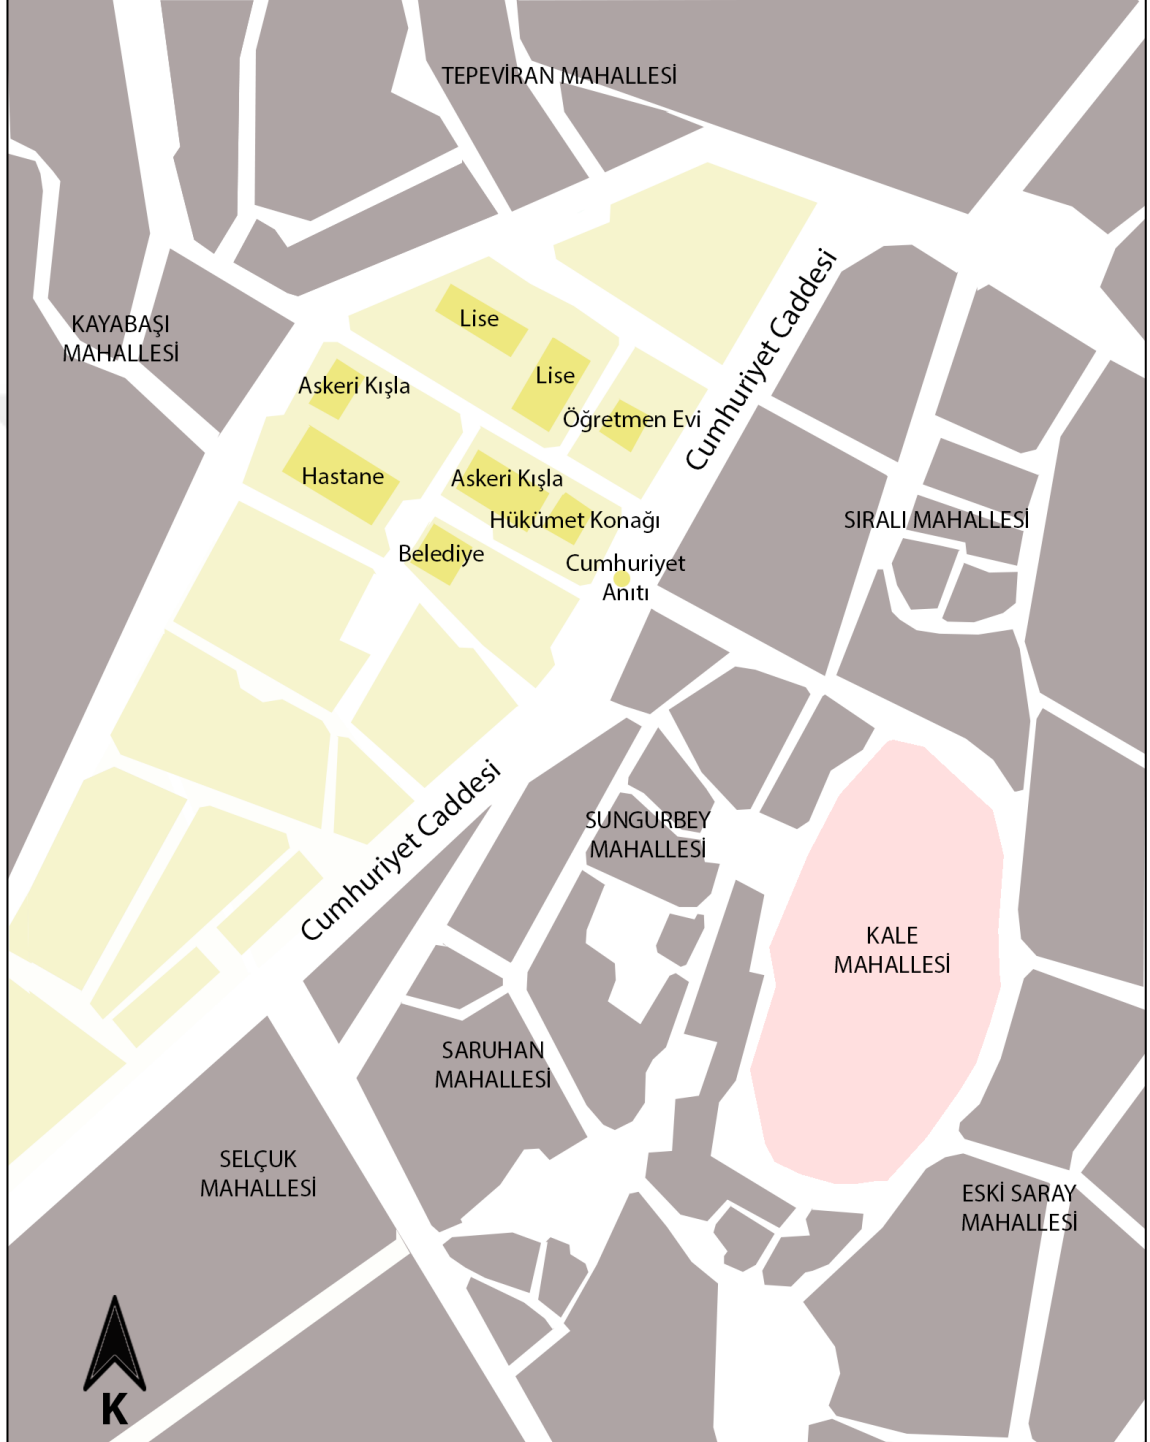 TEPEVİRAN MAHALLESİ
Cumhuriyet Caddesi
KAYABAŞI
MAHALLESİ
Lise
Lise
Askeri Kışla
Öğretmen Evi
Hastane
Askeri Kışla
Hükümet Konağı
SIRALI MAHALLESİ
Belediye
Cumhuriyet
Anıtı
Cumhuriyet Caddesi
SUNGURBEY
MAHALLESİ
KALE
MAHALLESİ
SARUHAN
MAHALLESİ
SELÇUK
MAHALLESİ
ESKİ SARAY
MAHALLESİ
K